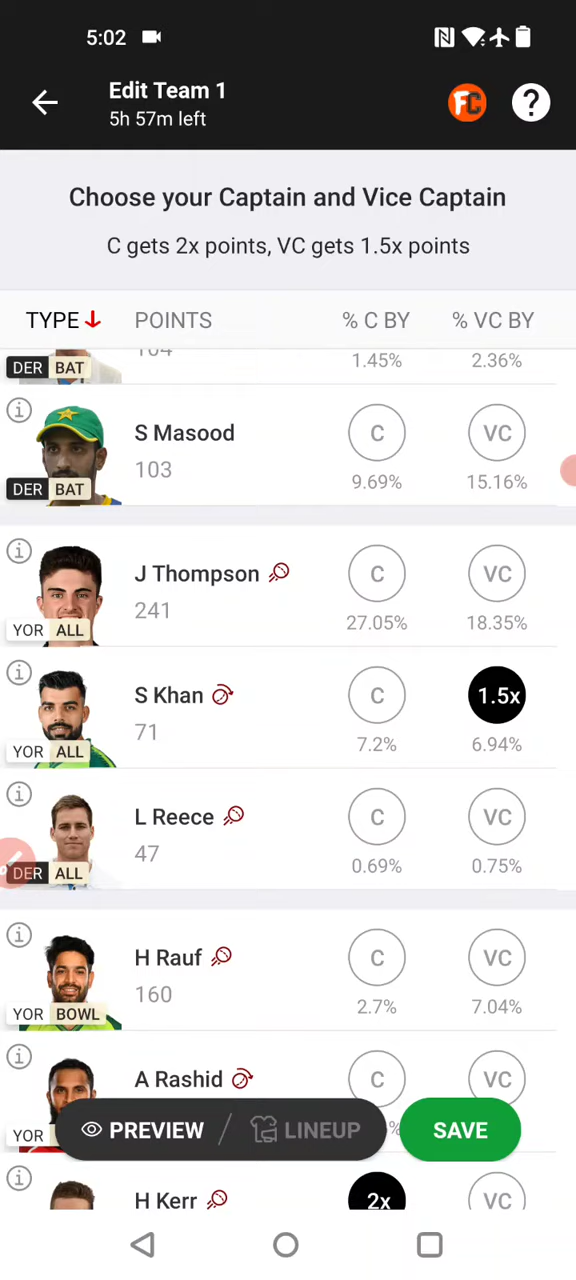 5:02
Edit Team 1
5h 57m left
FC
?
Choose your Captain and Vice Captain
C gets 2x points, VC gets 1.5x points
TYPE POINTS % C BY % VC BY
DER BAT
1.45% 2.36%
S Masood
103
C VC
9.69% 15.16%
DER BAT
J Thompson
241
C VC
27.05% 18.35%
YOR ALL
S Khan
71
C 1.5x
7.2% 6.94%
YOR ALL
L Reece
47
C VC
0.69% 0.75%
DER ALL
H Rauf
160
C VC
2.7% 7.04%
YOR BOWL
A Rashid
C VC
YOR
PREVIEW / LINEUP
SAVE
H Kerr
2x VC